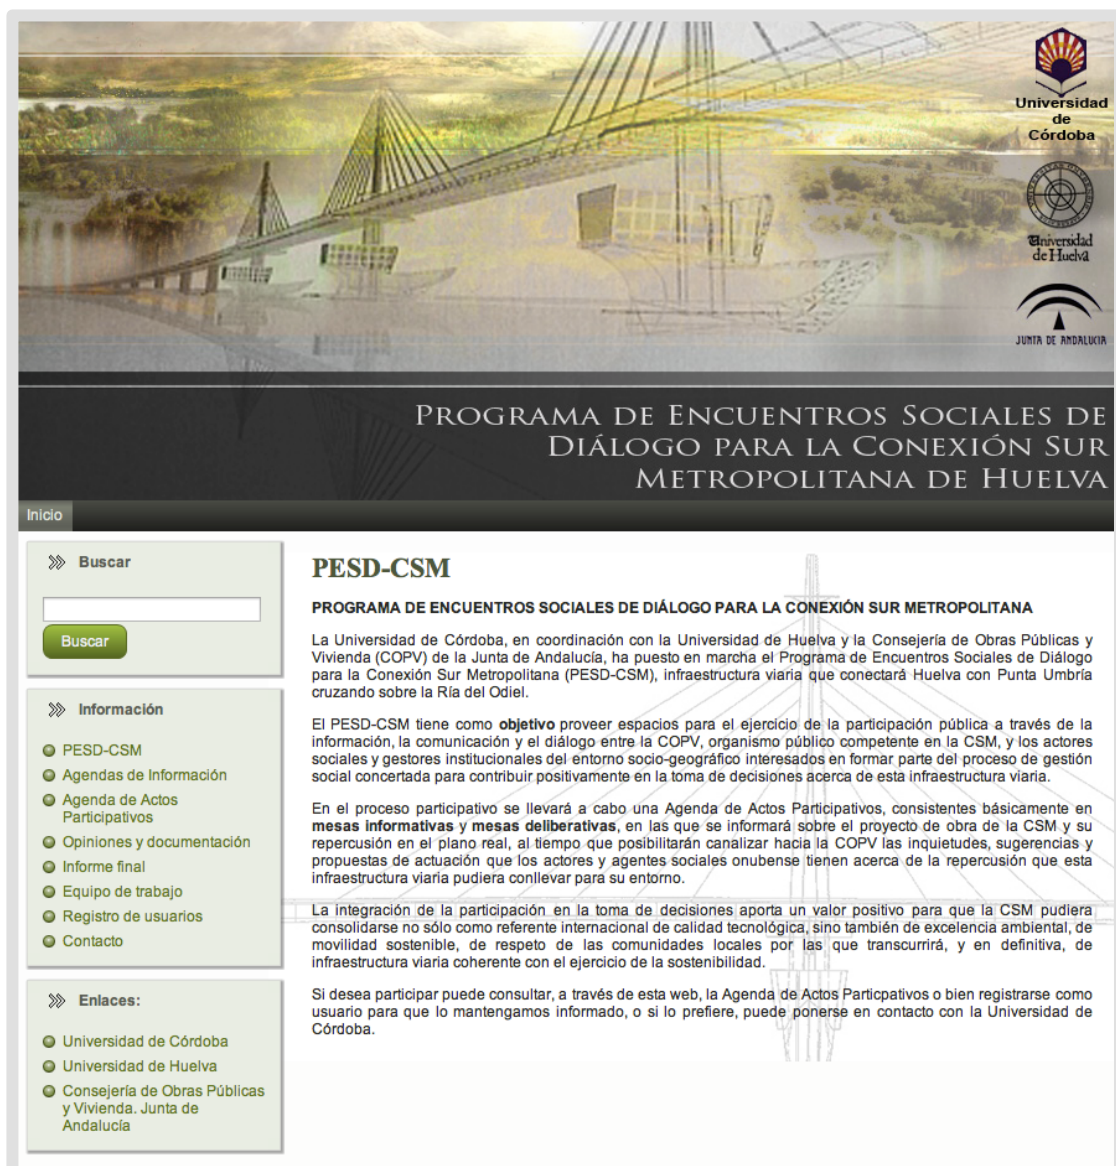 Universidad
de
Córdoba
Universidad
de Huelva
JUNTA DE ANDALUCIA
Programa de Encuentros Sociales de
Diálogo para la Conexión Sur
Metropolitana de Huelva
Inicio
Buscar
Buscar
Información
PESD-CSM
Agendas de Información
Agenda de Actos
Participativos
Opiniones y documentación
Informe final
Equipo de trabajo
Registro de usuarios
Contacto
Enlaces:
Universidad de Córdoba
Universidad de Huelva
Consejería de Obras Públicas
y Vivienda. Junta de
Andalucía
PESD-CSM
PROGRAMA DE ENCUENTROS SOCIALES DE DIÁLOGO PARA LA CONEXIÓN SUR METROPOLITANA
La Universidad de Córdoba, en coordinación con la Universidad de Huelva y la Consejería de Obras Públicas y
Vivienda (COPV) de la Junta de Andalucía, ha puesto en marcha el Programa de Encuentros Sociales de Diálogo
para la Conexión Sur Metropolitana (PESD-CSM), infraestructura viaria que conectará Huelva con Punta Umbría
cruzando sobre la Ría del Odiel.
El PESD-CSM tiene como objetivo proveer espacios para el ejercicio de la participación pública a través de la
información, la comunicación y el diálogo entre la COPV, organismo público competente en la CSM, y los actores
sociales y gestores institucionales del entorno socio-geográfico interesados en formar parte del proceso de gestión
social concertada para contribuir positivamente en la toma de decisiones acerca de esta infraestructura viaria.
En el proceso participativo se llevará a cabo una Agenda de Actos Participativos, consistentes básicamente en
mesas informativas y mesas deliberativas, en las que se informará sobre el proyecto de obra de la CSM y su
repercusión en el plano real, al tiempo que posibilitarán canalizar hacia la COPV las inquietudes, sugerencias y
propuestas de actuación que los actores y agentes sociales onubense tienen acerca de la repercusión que esta
infraestructura viaria pudiera conllevar para su entorno.
La integración de la participación en la toma de decisiones aporta un valor positivo para que la CSM pudiera
consolidarse no sólo como referente internacional de calidad tecnológica, sino también de excelencia ambiental, de
movilidad sostenible, de respeto de las comunidades locales por las que transcurrirá, y en definitiva, de
infraestructura viaria coherente con el ejercicio de la sostenibilidad.
Si desea participar puede consultar, a través de esta web, la Agenda de Actos Particpativos o bien registrarse como
usuario para que lo mantengamos informado, o si lo prefiere, puede ponerse en contacto con la Universidad de
Córdoba.